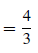 = 4/3